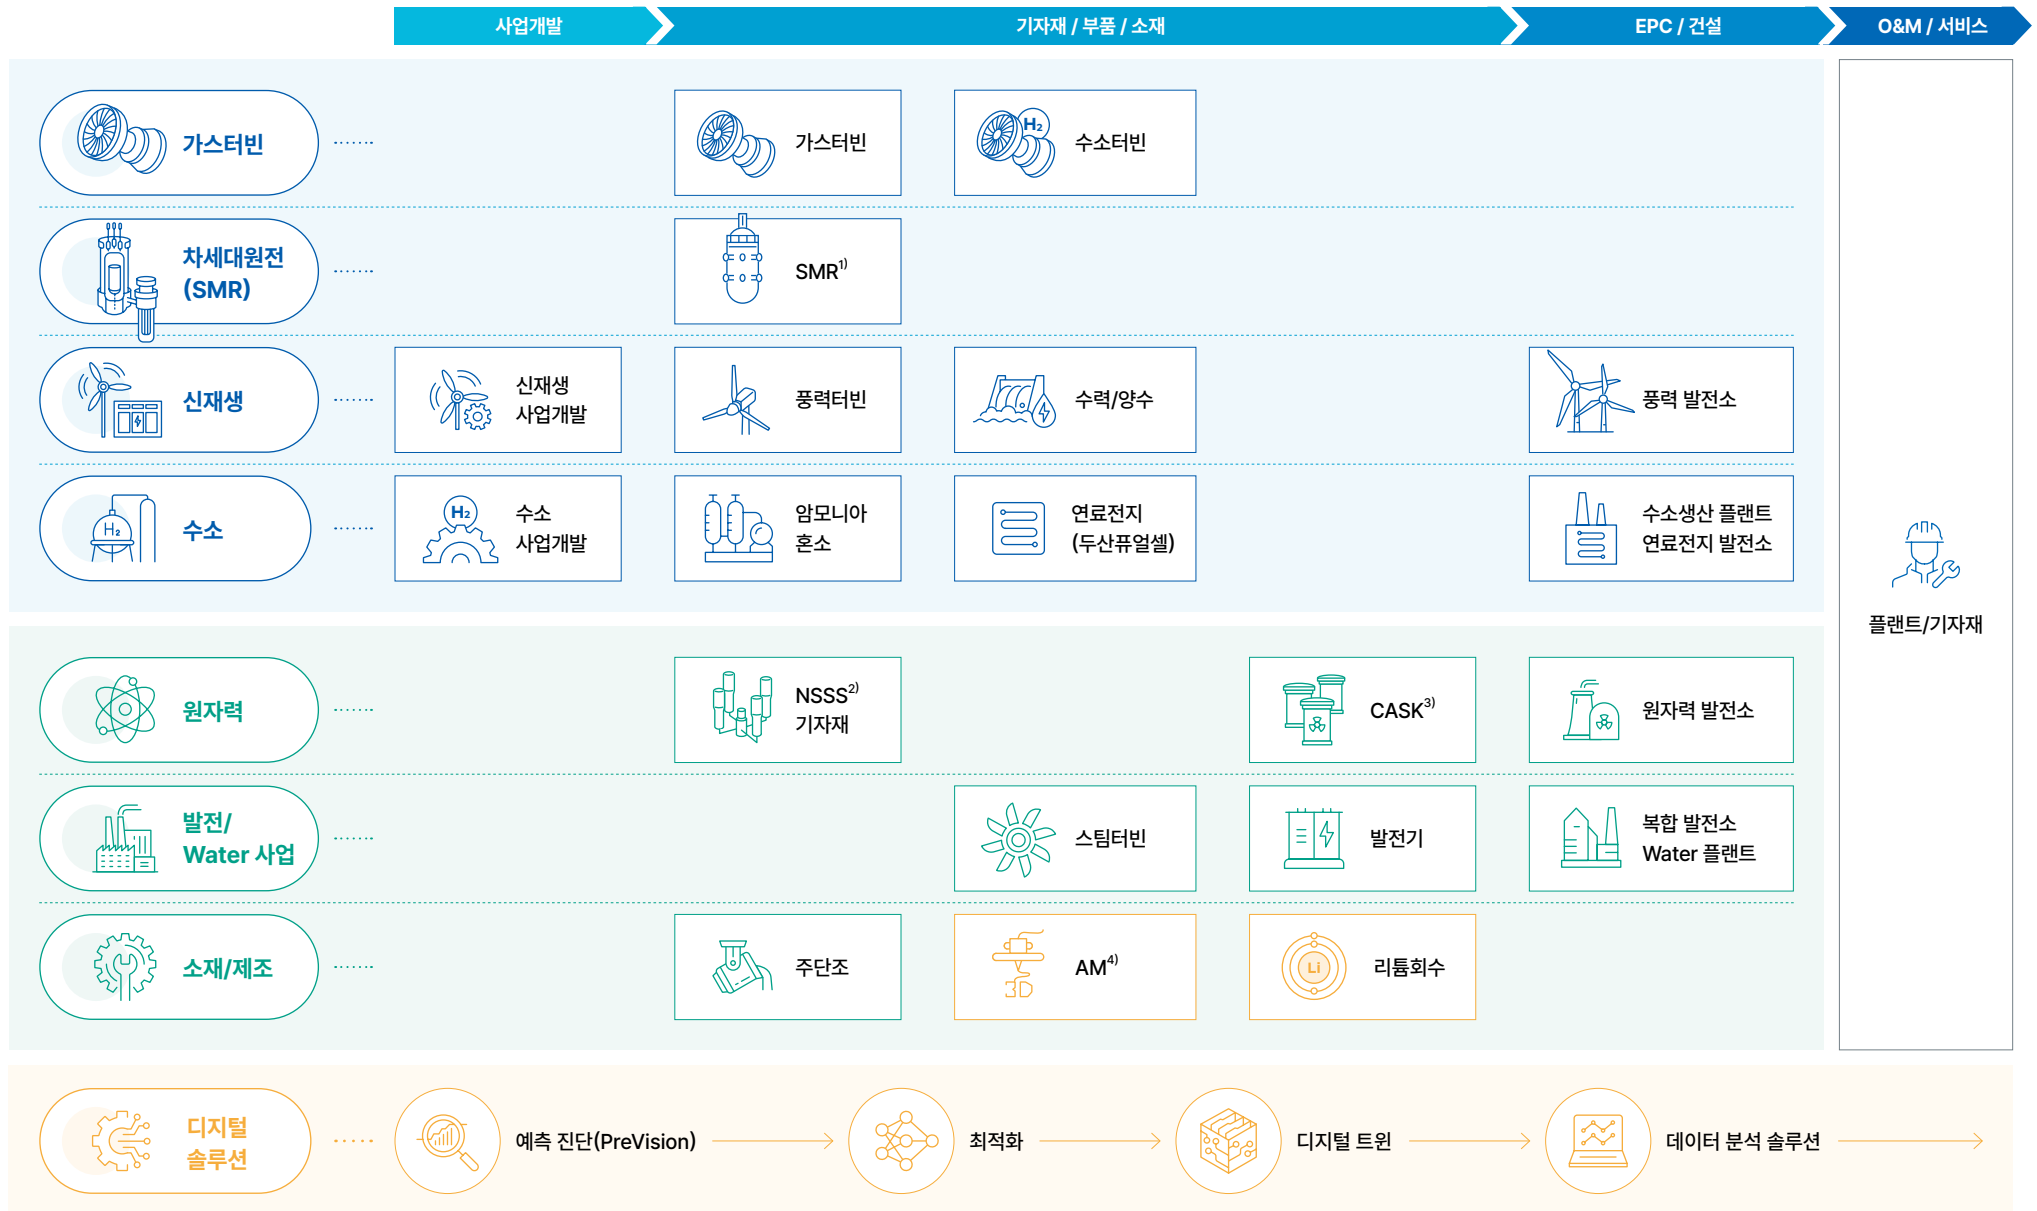 사업개발
기자재 / 부품 / 소재
EPC / 건설
O&M / 서비스
가스터빈
가스터빈
H₂
수소터빈
차세대원전
(SMR)
SMR¹⁾
신재생
신재생
사업개발
풍력터빈
수력/양수
풍력 발전소
H₂
수소
H₂
수소
사업개발
암모니아
혼소
연료전지
(두산퓨얼셀)
수소생산 플랜트
연료전지 발전소
플랜트/기자재
원자력
NSSS²⁾
기자재
CASK³⁾
원자력 발전소
발전/
Water 사업
스팀터빈
발전기
복합 발전소
Water 플랜트
소재/제조
주단조
3D
AM⁴⁾
Li
리튬회수
디지털
솔루션
예측 진단(PreVision)
최적화
디지털 트윈
데이터 분석 솔루션